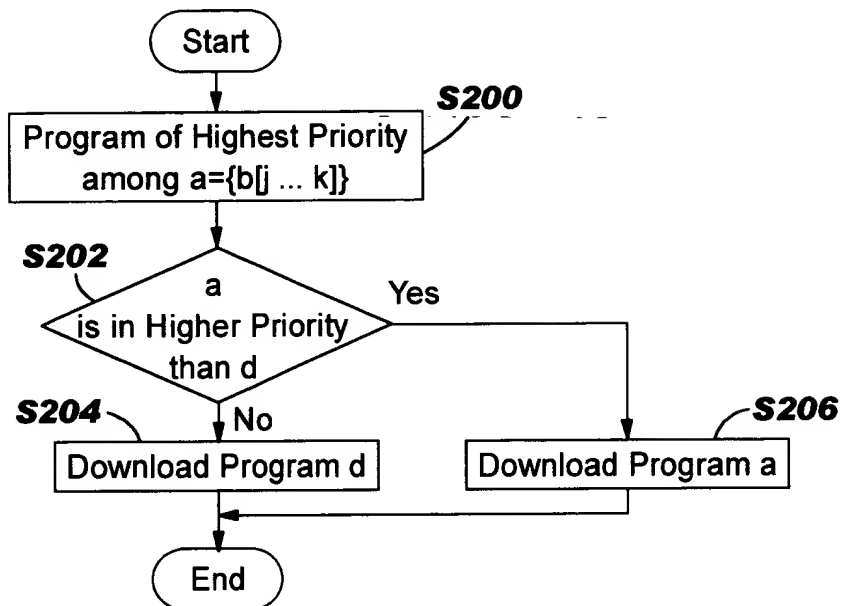 Start
S200
Program of Highest Priority
among a={b[j ... k]}
S202
a
is in Higher Priority
than d
Yes
No
S204
Download Program d
S206
Download Program a
End